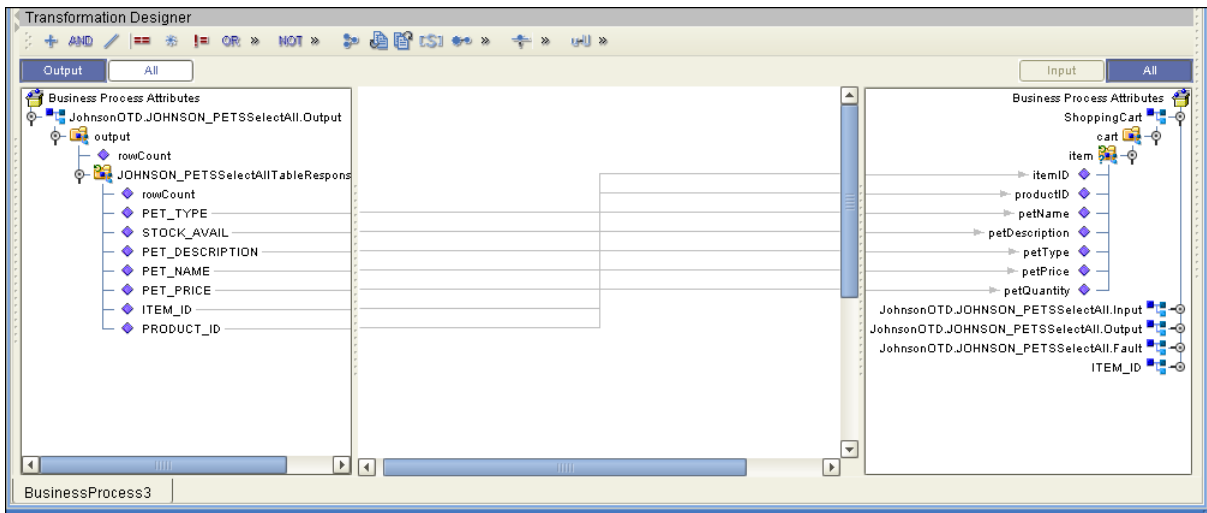 Transformation Designer
AND == != OR » NOT » » » »
Output All Input All
Business Process Attributes
JohnsonOTD.JOHNSON_PETSSelectAll.Output
output
rowCount
JOHNSON_PETSSelectAllTableRespons
rowCount
PET_TYPE
STOCK_AVAIL
PET_DESCRIPTION
PET_NAME
PET_PRICE
ITEM_ID
PRODUCT_ID
Business Process Attributes
ShoppingCart
cart
item
itemID
productID
petName
petDescription
petType
petPrice
petQuantity
JohnsonOTD.JOHNSON_PETSSelectAll.Input
JohnsonOTD.JOHNSON_PETSSelectAll.Output
JohnsonOTD.JOHNSON_PETSSelectAll.Fault
ITEM_ID
BusinessProcess3